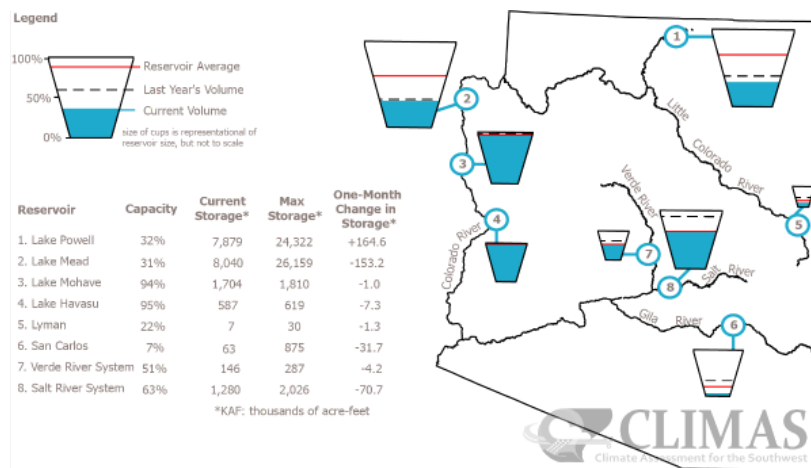 Legend
100%
50%
0%
Reservoir Average
Last Year's Volume
Current Volume
size of cups is representational of
reservoir size, but not to scale
Reservoir Capacity Current Storage* Max Storage* One-Month Change in Storage*
1. Lake Powell 32% 7,879 24,322 +164.6
2. Lake Mead 31% 8,040 26,159 -153.2
3. Lake Mohave 94% 1,704 1,810 -1.0
4. Lake Havasu 95% 587 619 -7.3
5. Lyman 22% 7 30 -1.3
6. San Carlos 7% 63 875 -31.7
7. Verde River System 51% 146 287 -4.2
8. Salt River System 63% 1,280 2,026 -70.7
*KAF: thousands of acre-feet
1
2
3
4
5
6
7
8
Little Colorado River
Verde River
Colorado River
Salt River
Gila River
CLIMAS
Climate Assessment for the Southwest